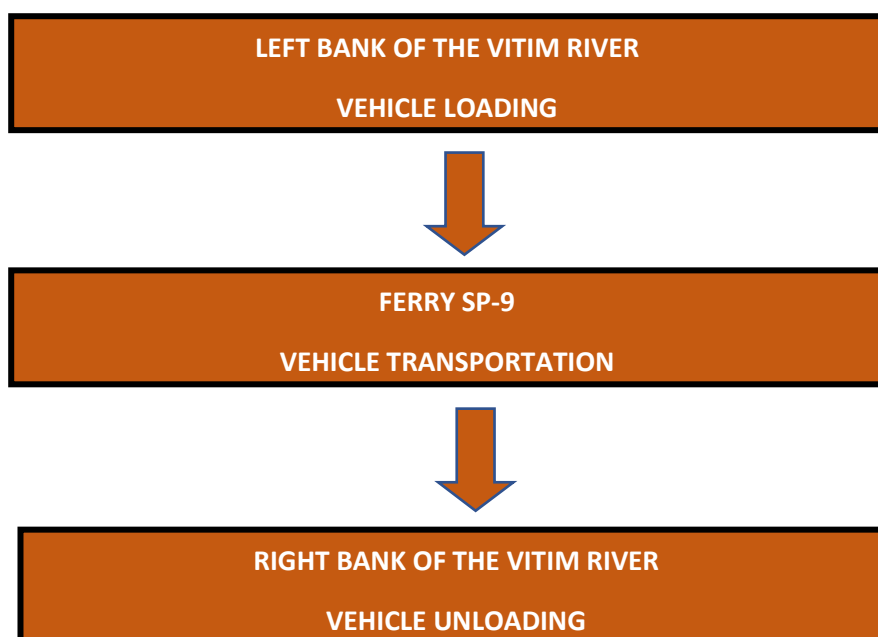 LEFT BANK OF THE VITIM RIVER
VEHICLE LOADING
FERRY SP-9
VEHICLE TRANSPORTATION
RIGHT BANK OF THE VITIM RIVER
VEHICLE UNLOADING